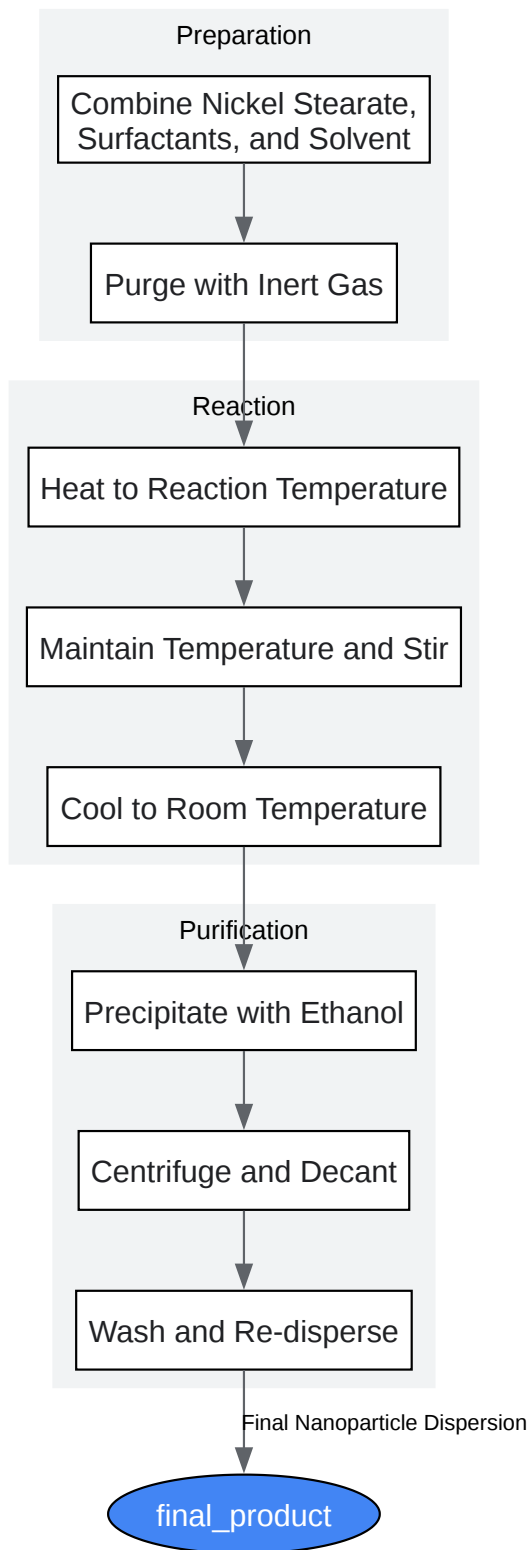 Preparation
Combine Nickel Stearate,
Surfactants, and Solvent
Purge with Inert Gas
Reaction
Heat to Reaction Temperature
Maintain Temperature and Stir
Cool to Room Temperature
Purification
Precipitate with Ethanol
Centrifuge and Decant
Wash and Re-disperse
Final Nanoparticle Dispersion
final_product